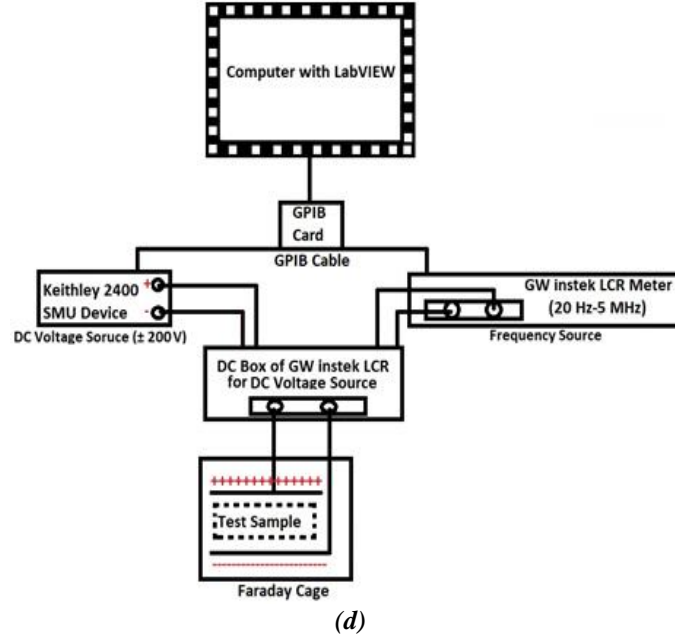 Computer with LabVIEW
GPIB
Card
GPIB Cable
Keithley 2400
SMU Device
+
-
DC Voltage Soruce (± 200 V)
GW instek LCR Meter
(20 Hz-5 MHz)
Frequency Source
DC Box of GW instek LCR
for DC Voltage Source
+++++++++++++++
Test Sample
-----------------------
Faraday Cage
(d)